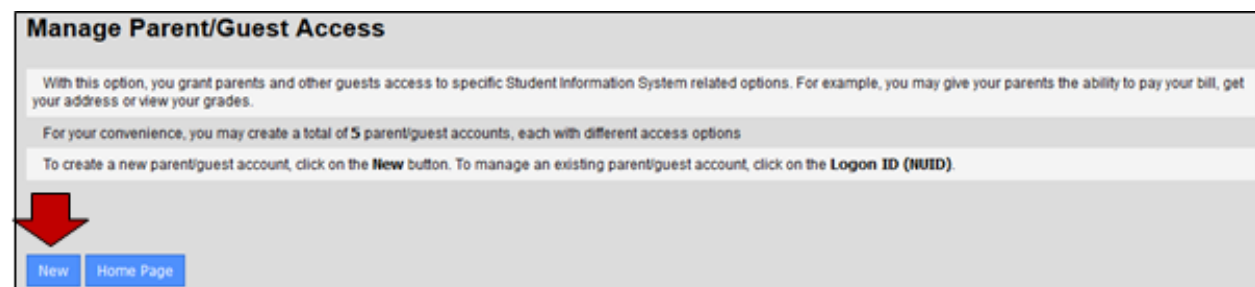 Manage Parent/Guest Access
With this option, you grant parents and other guests access to specific Student Information System related options. For example, you may give your parents the ability to pay your bill, get
your address or view your grades.
For your convenience, you may create a total of 5 parent/guest accounts, each with different access options
To create a new parent/guest account, click on the New button. To manage an existing parent/guest account, click on the Logon ID (NUID).
New Home Page